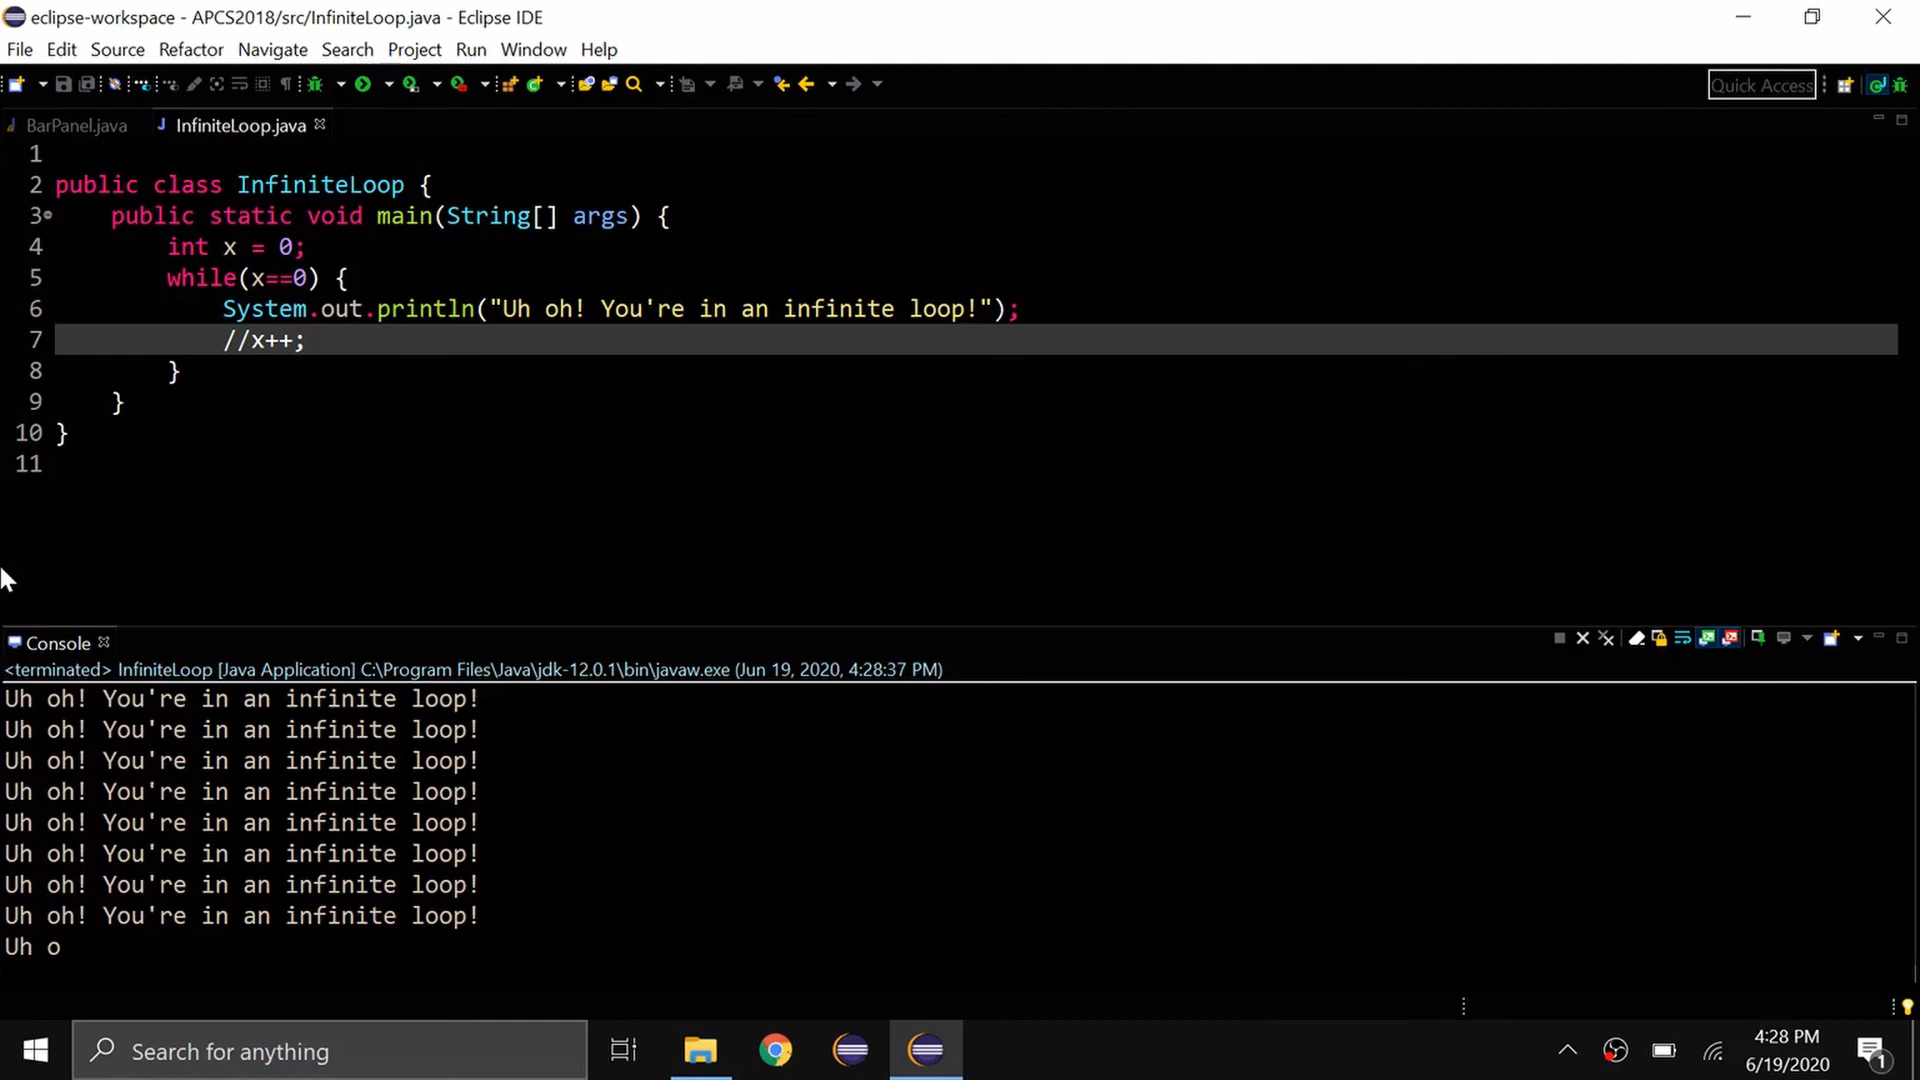 eclipse-workspace - APCS2018/src/InfiniteLoop.java - Eclipse IDE
File Edit Source Refactor Navigate Search Project Run Window Help
Quick Access
BarPanel.java InfiniteLoop.java
1
2 public class InfiniteLoop {
3 public static void main(String[] args) {
4 int x = 0;
5 while(x==0) {
6 System.out.println("Uh oh! You're in an infinite loop!");
7 //x++;
8 }
9 }
10 }
11
Console
<terminated> InfiniteLoop [Java Application] C:\Program Files\Java\jdk-12.0.1\bin\javaw.exe (Jun 19, 2020, 4:28:37 PM)
Uh oh! You're in an infinite loop!
Uh oh! You're in an infinite loop!
Uh oh! You're in an infinite loop!
Uh oh! You're in an infinite loop!
Uh oh! You're in an infinite loop!
Uh oh! You're in an infinite loop!
Uh oh! You're in an infinite loop!
Uh oh! You're in an infinite loop!
Uh o
Search for anything
4:28 PM
6/19/2020
1